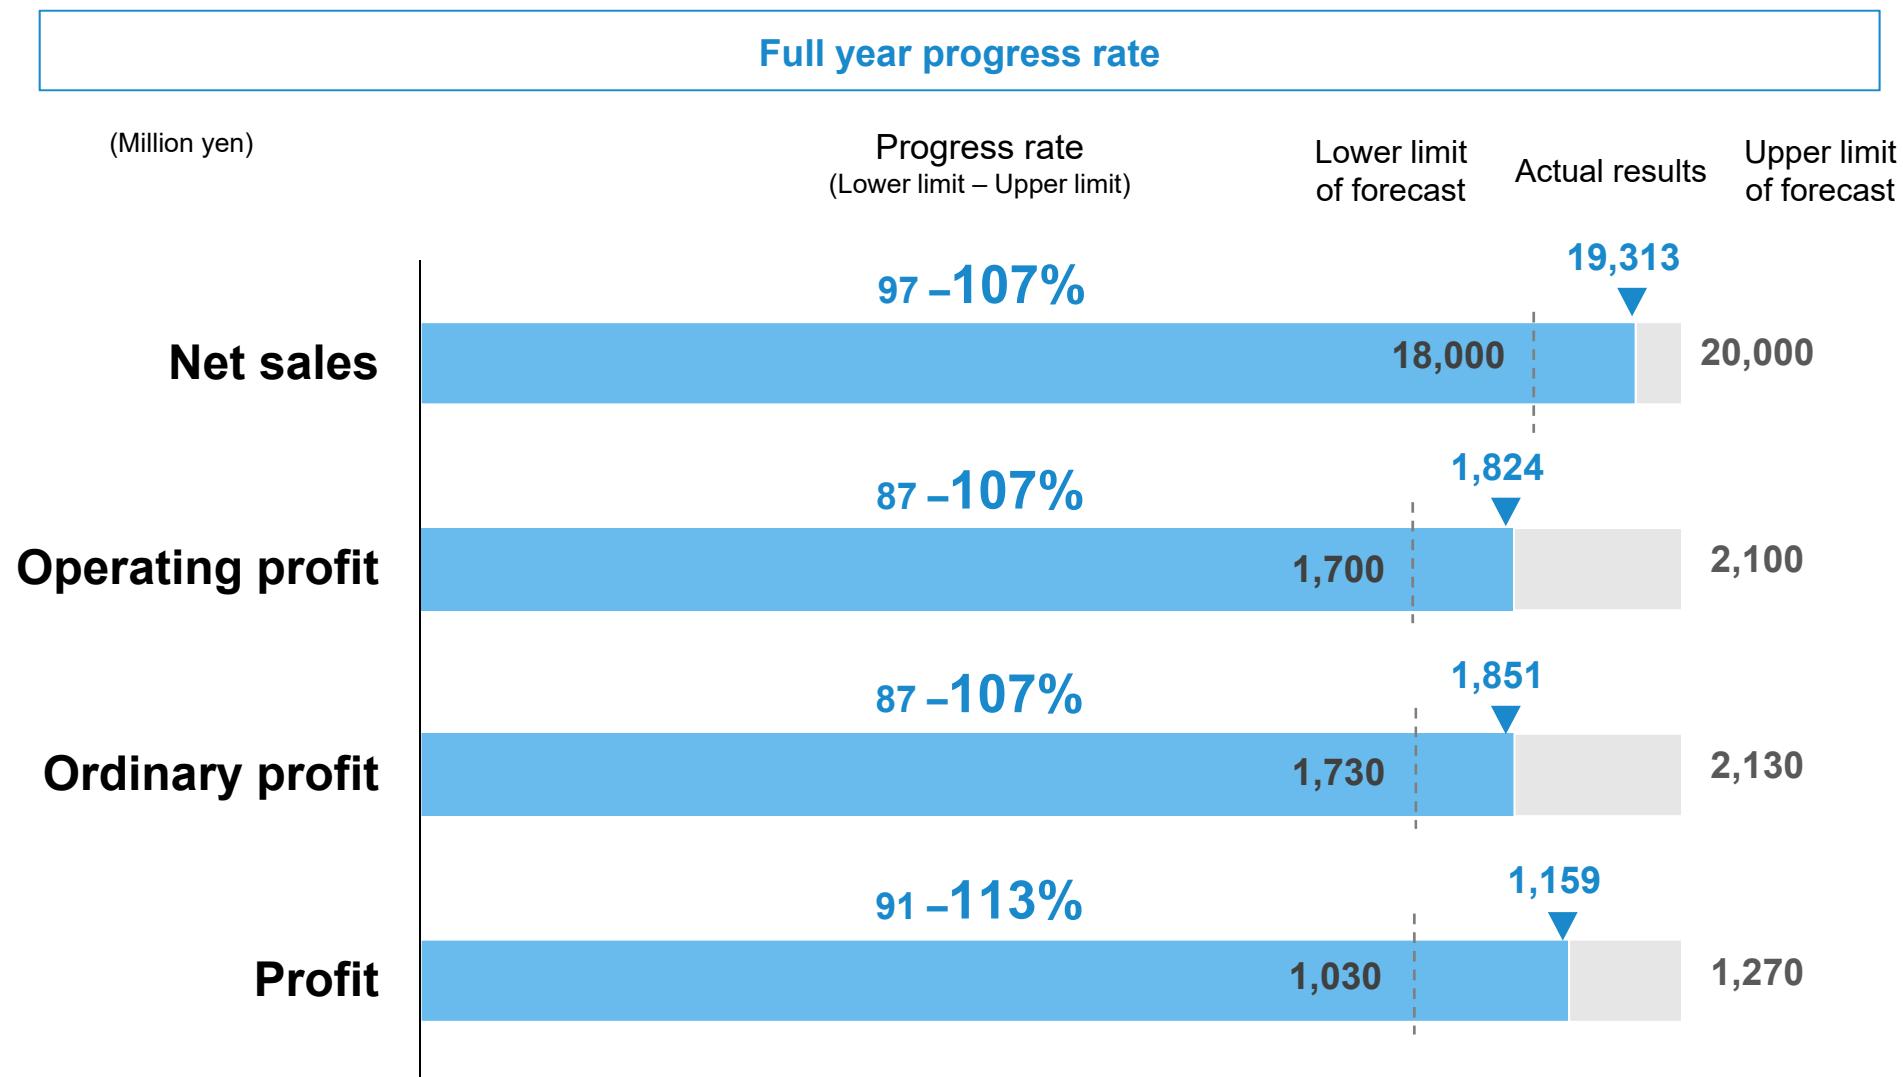 Full year progress rate
(Million yen)
Progress rate
(Lower limit – Upper limit)
Lower limit
of forecast
Actual results
Upper limit
of forecast
97 –107%
19,313
Net sales
18,000
20,000
87 –107%
1,824
Operating profit
1,700
2,100
87 –107%
1,851
Ordinary profit
1,730
2,130
91 –113%
1,159
Profit
1,030
1,270